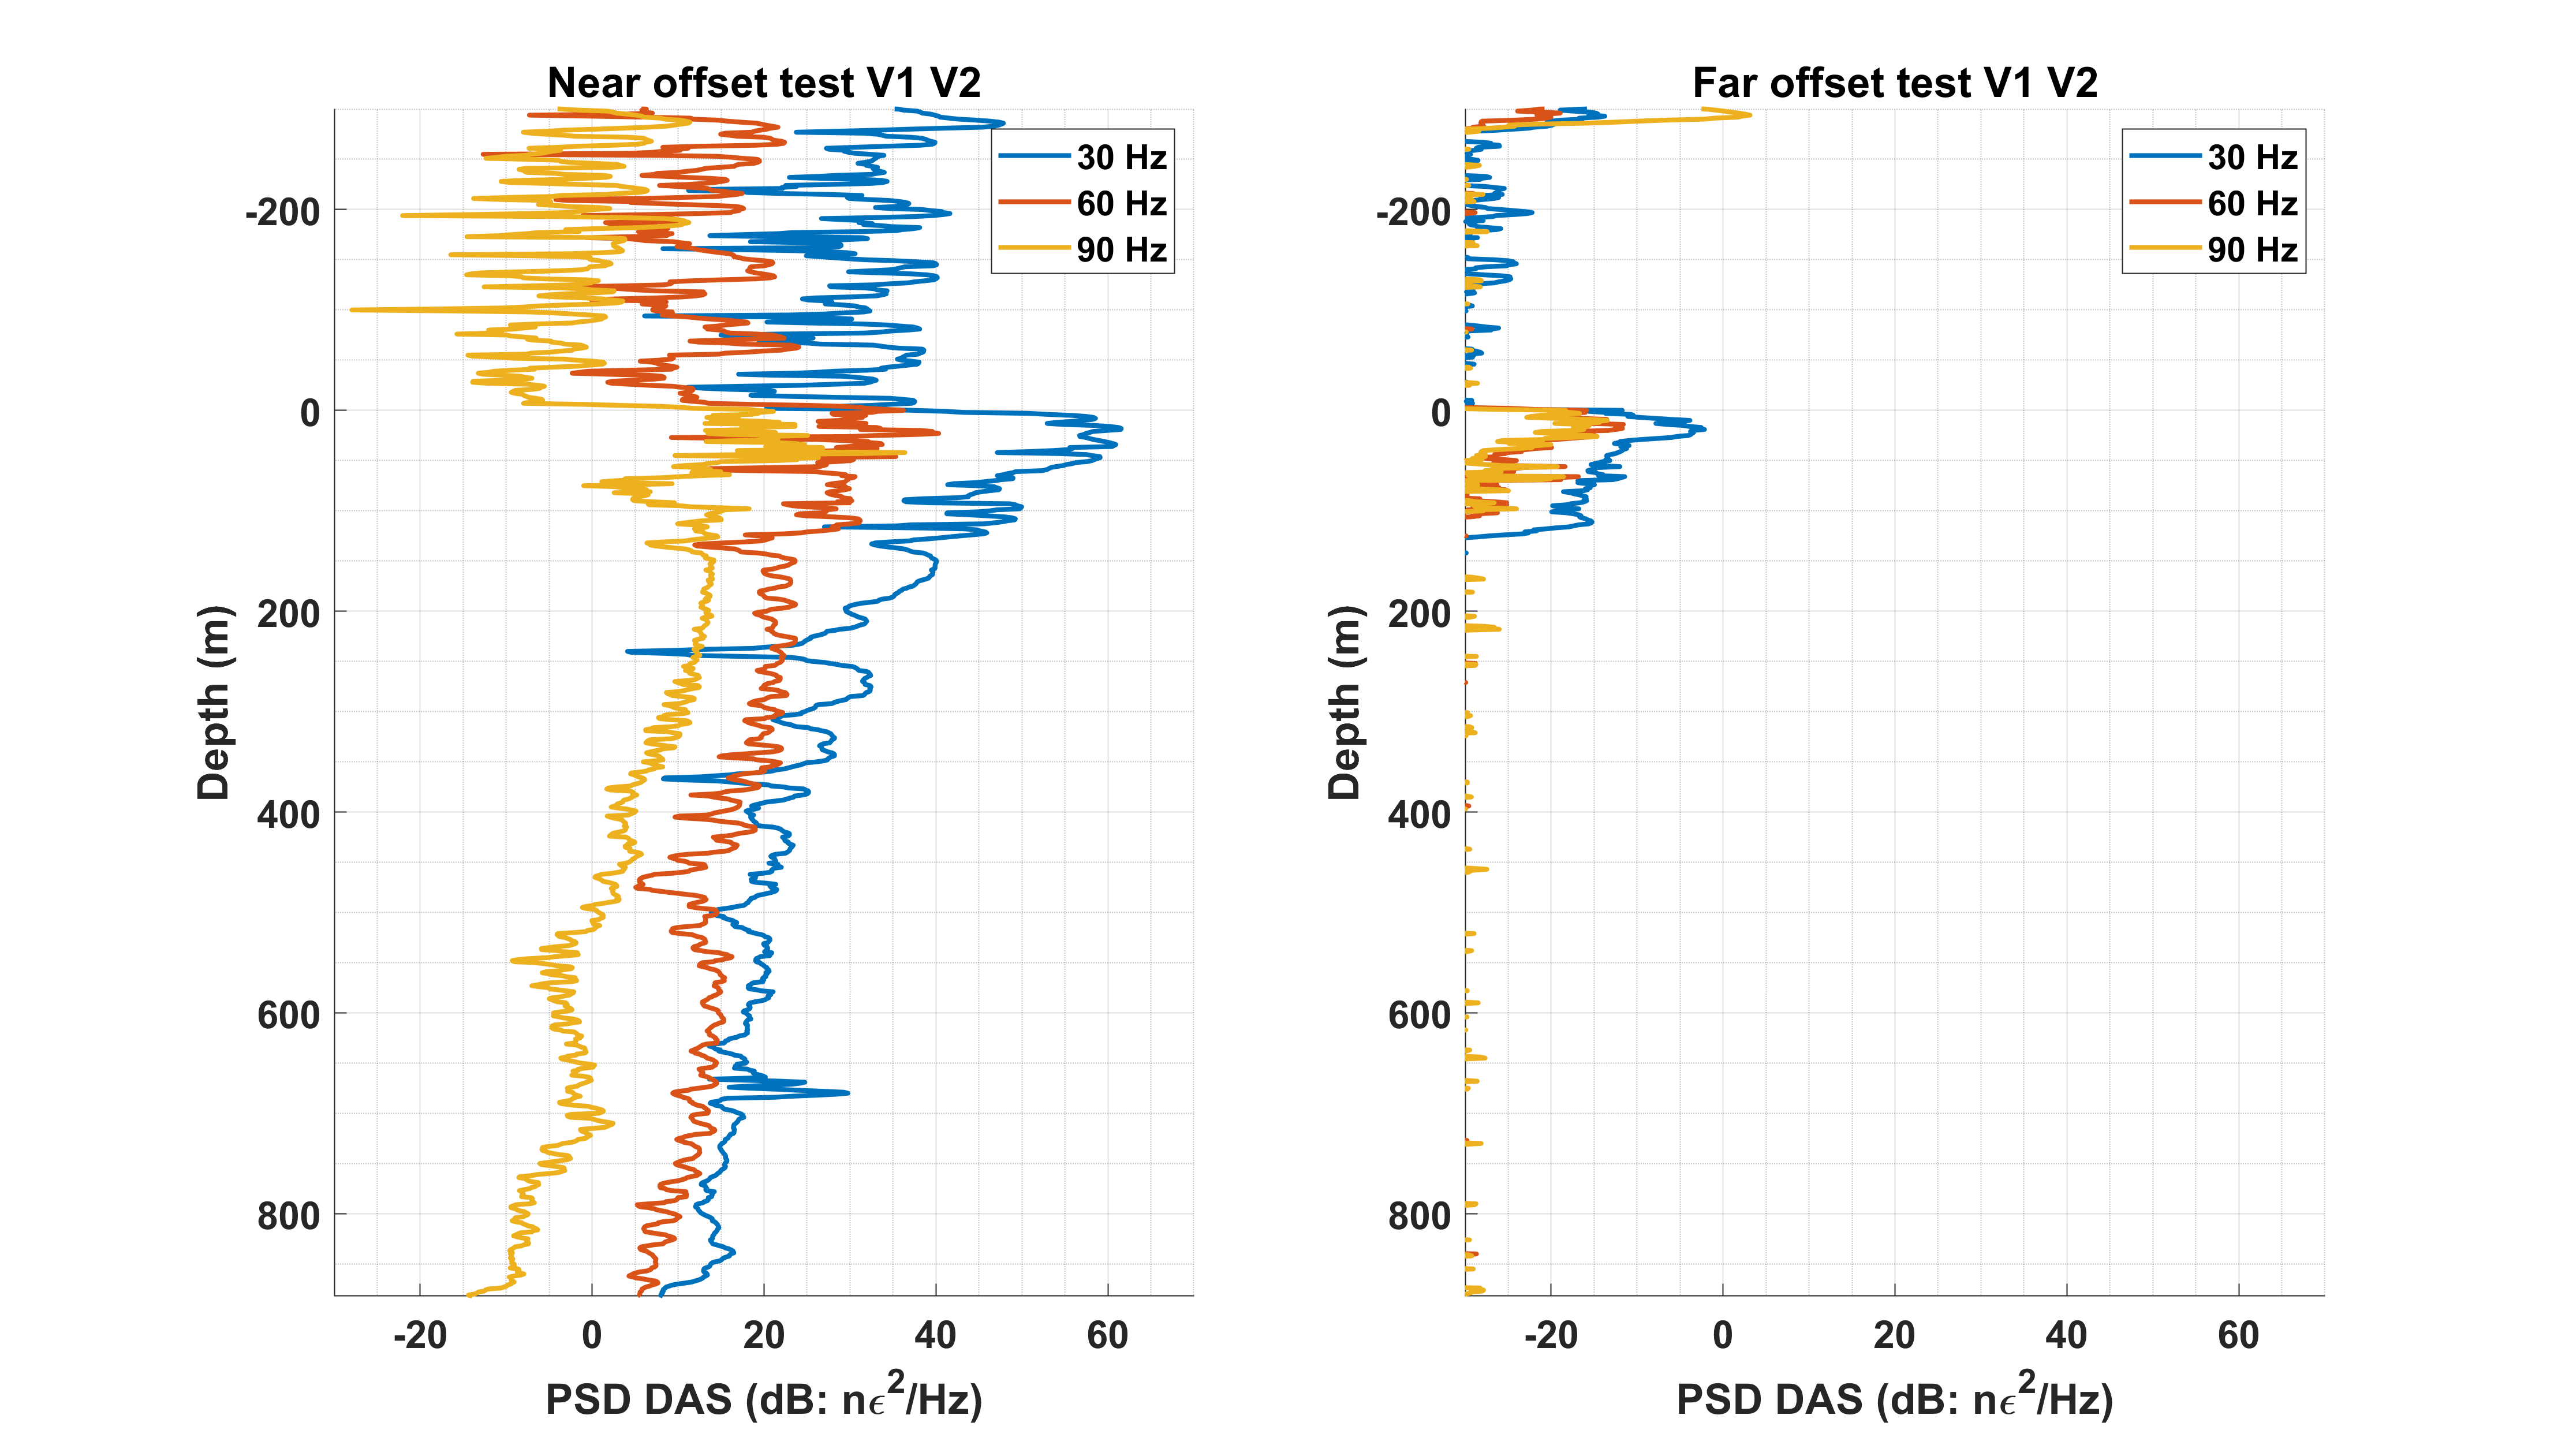 Near offset test V1 V2
30 Hz
60 Hz
90 Hz
-200
0
200
400
600
800
Depth (m)
-20 0 20 40 60
PSD DAS (dB: nϵ²/Hz)
Far offset test V1 V2
30 Hz
60 Hz
90 Hz
-200
0
200
400
600
800
Depth (m)
-20 0 20 40 60
PSD DAS (dB: nϵ²/Hz)